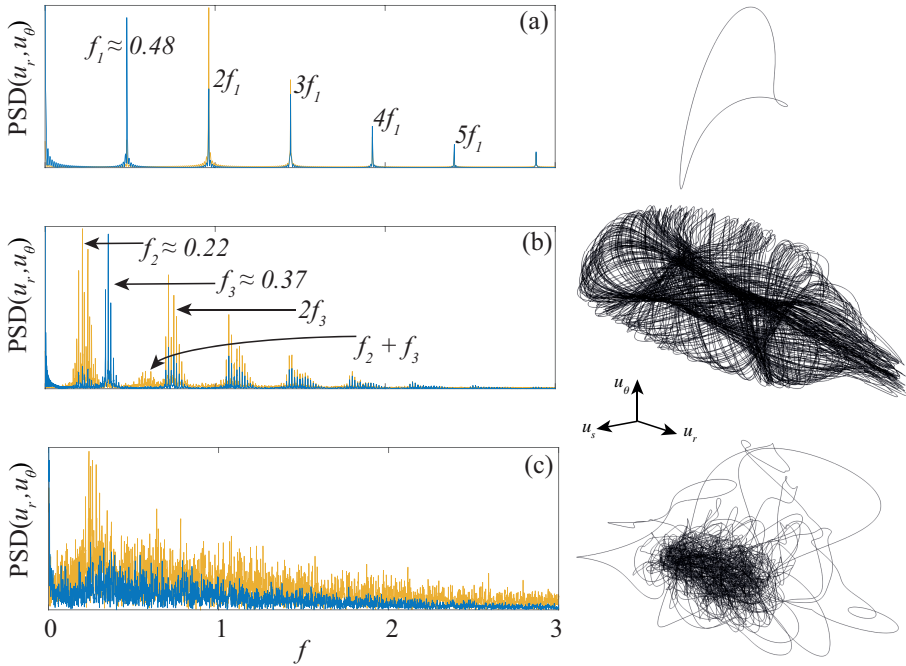 PSD(u_r, u_θ)
(a)
f_1 ≈ 0.48
2f_1
3f_1
4f_1
5f_1
PSD(u_r, u_θ)
(b)
f_2 ≈ 0.22
f_3 ≈ 0.37
2f_3
f_2 + f_3
u_θ
u_s
u_r
PSD(u_r, u_θ)
(c)
0 1 2 3
f